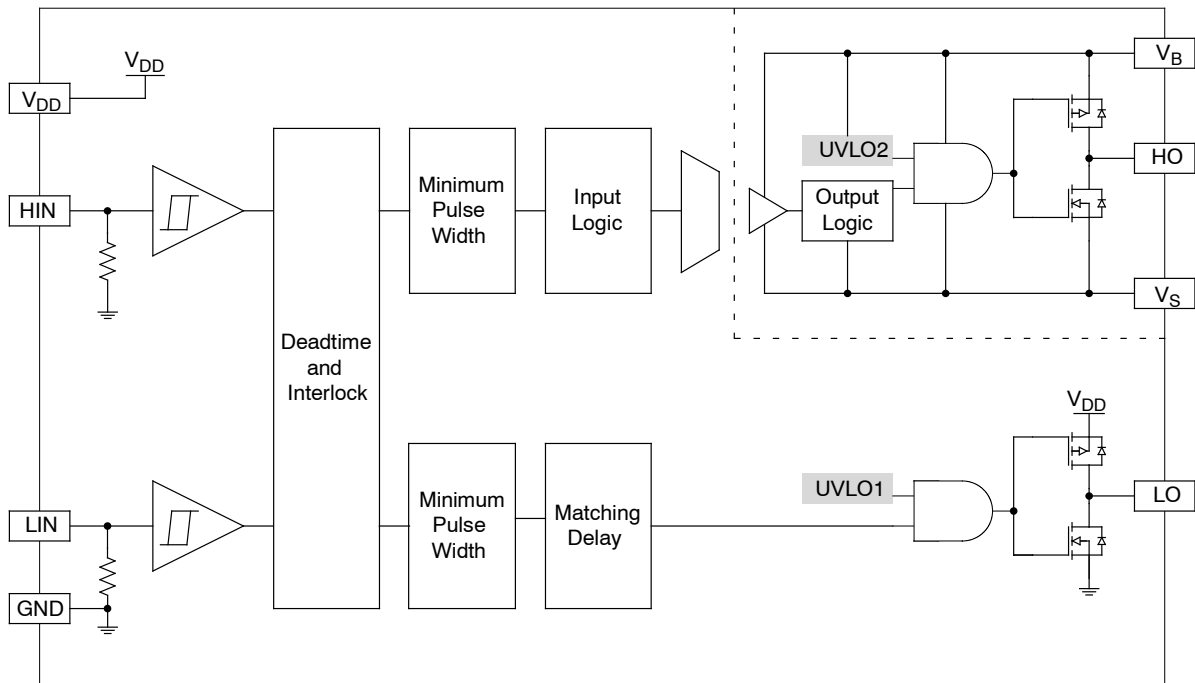 VDD
VDD
VB
HIN
Minimum
Pulse
Width
Input
Logic
UVLO2
Output
Logic
HO
VS
Deadtime
and
Interlock
VDD
LIN
Minimum
Pulse
Width
Matching
Delay
UVLO1
LO
GND